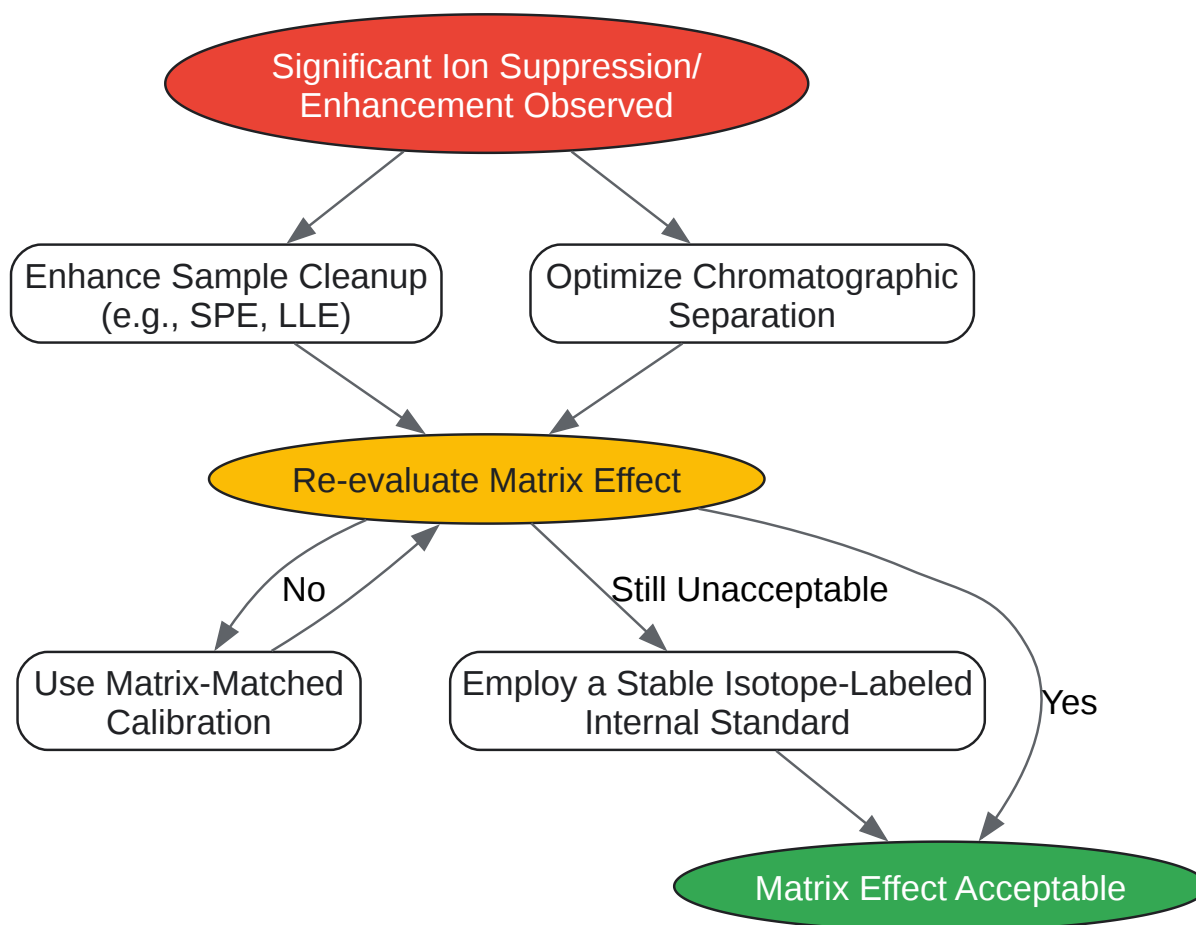 Significant Ion Suppression/
Enhancement Observed
Enhance Sample Cleanup
(e.g., SPE, LLE)
Optimize Chromatographic
Separation
Re-evaluate Matrix Effect
No
Still Unacceptable
Use Matrix-Matched
Calibration
Employ a Stable Isotope-Labeled
Internal Standard
Yes
Matrix Effect Acceptable